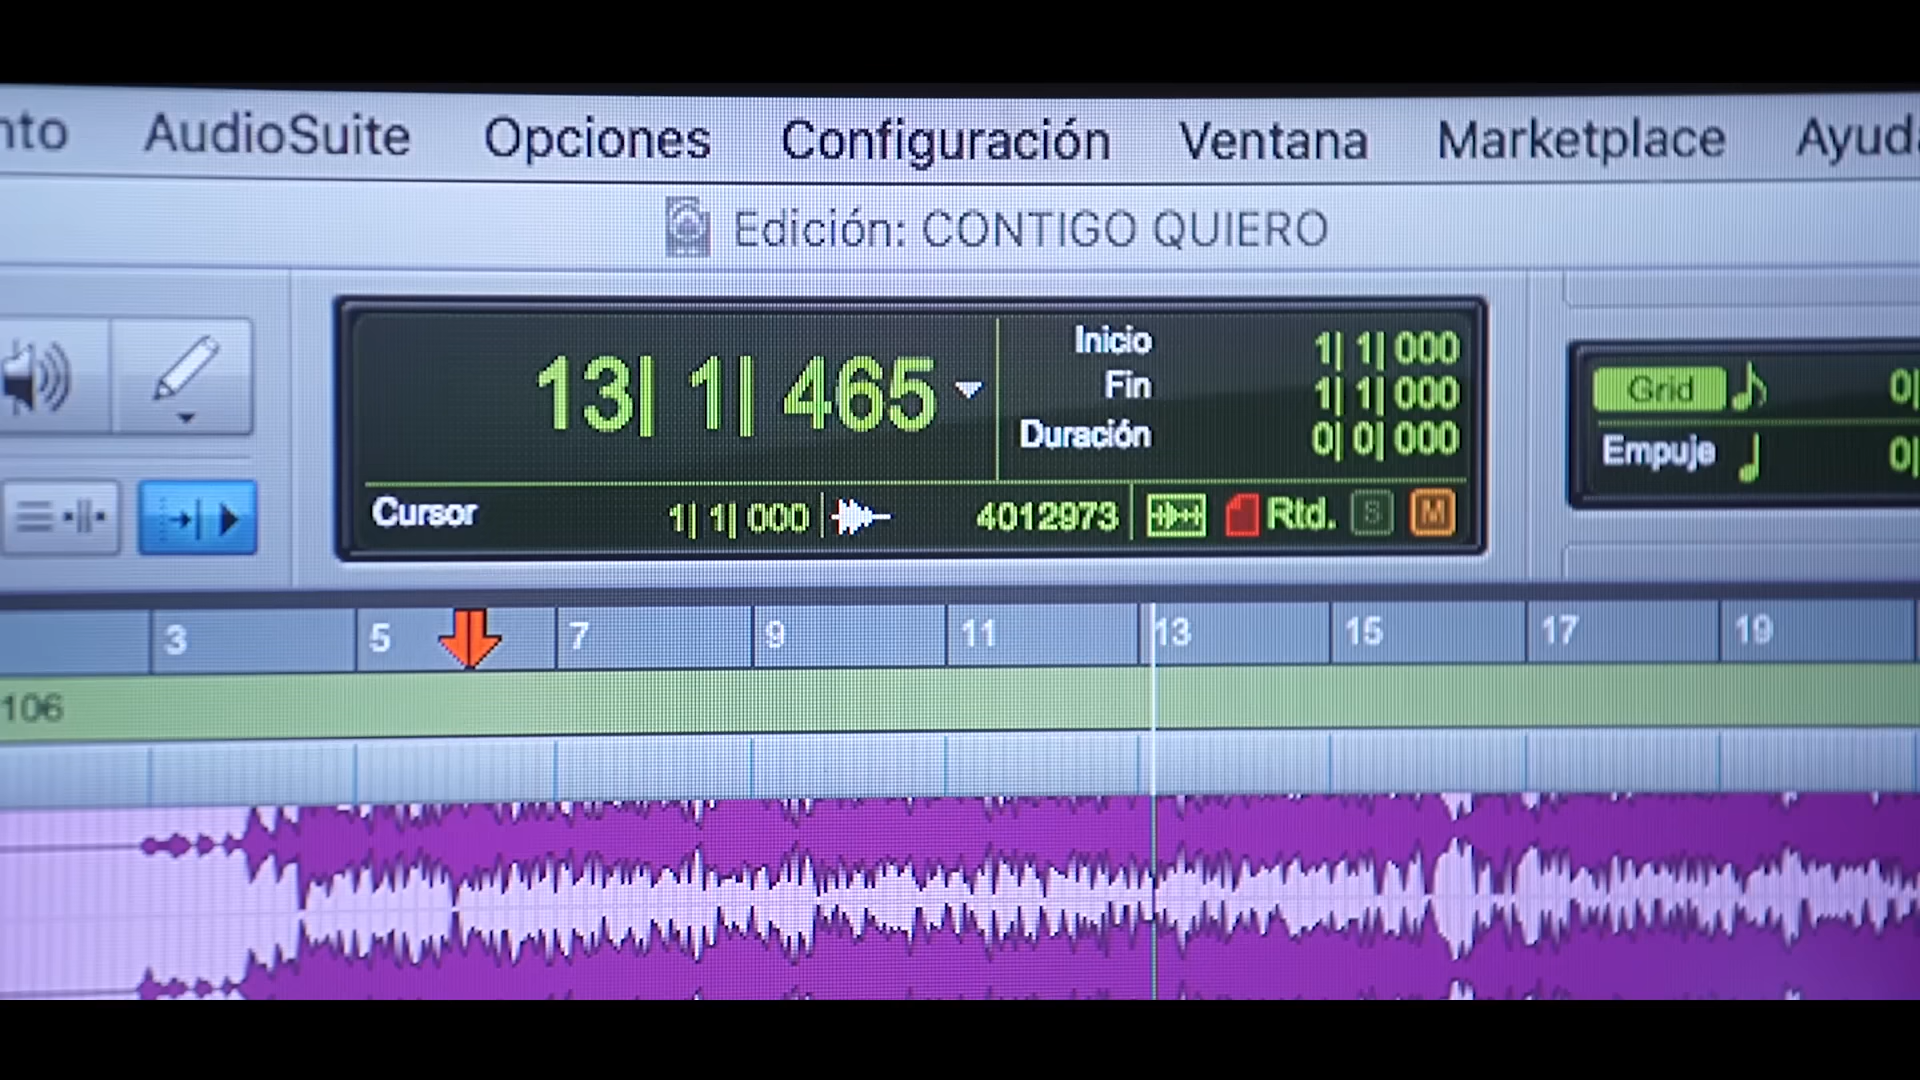 nto AudioSuite Opciones Configuración Ventana Marketplace Ayuda
Edición: CONTIGO QUIERO
13| 1| 465
Inicio 1| 1| 000
Fin 1| 1| 000
Duración 0| 0| 000
Cursor 1| 1| 000 4012973 Rtd. S M
Grid 0|
Empuje 0|
3 5 7 9 11 13 15 17 19
106